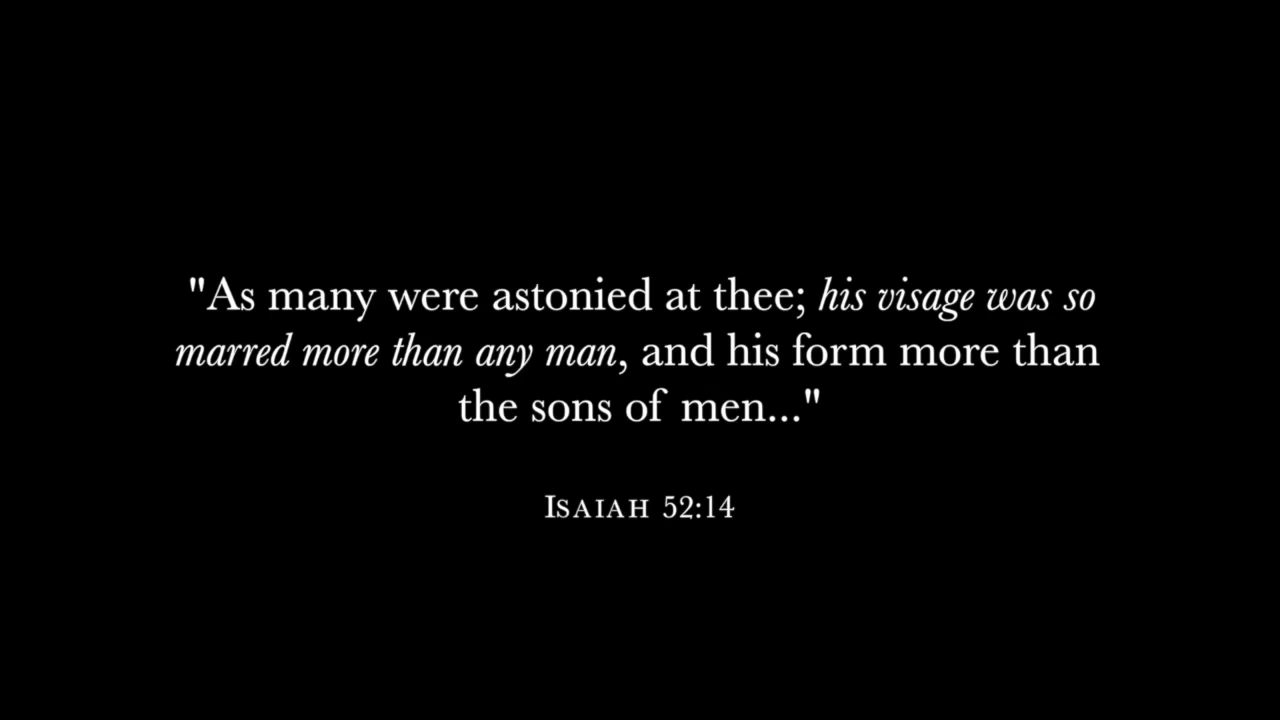 "As many were astonied at thee; his visage was so
marred more than any man, and his form more than
the sons of men..."
Isaiah 52:14